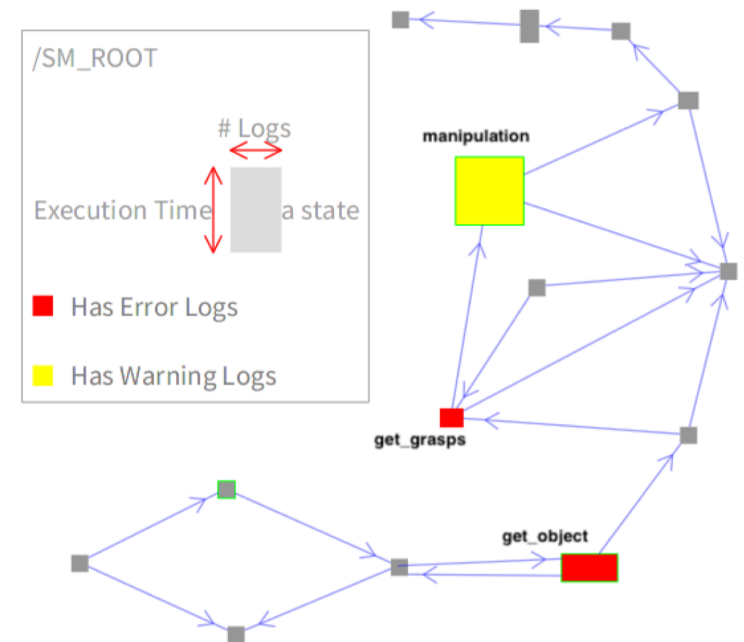 /SM_ROOT
# Logs
Execution Time
a state
Has Error Logs
Has Warning Logs
manipulation
get_grasps
get_object